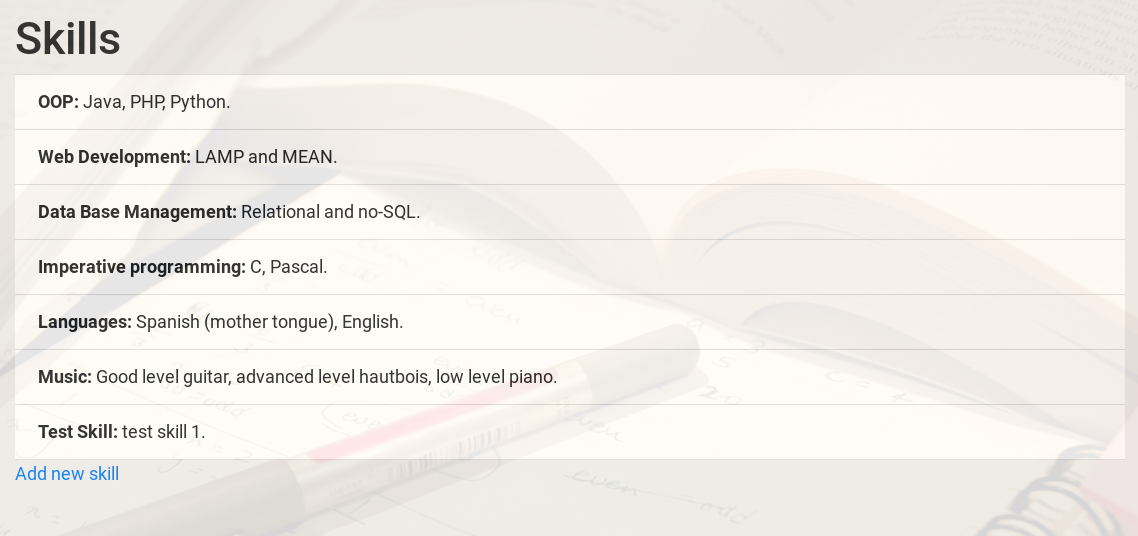 Skills
OOP: Java, PHP, Python.
Web Development: LAMP and MEAN.
Data Base Management: Relational and no-SQL.
Imperative programming: C, Pascal.
Languages: Spanish (mother tongue), English.
Music: Good level guitar, advanced level hautbois, low level piano.
Test Skill: test skill 1.
Add new skill